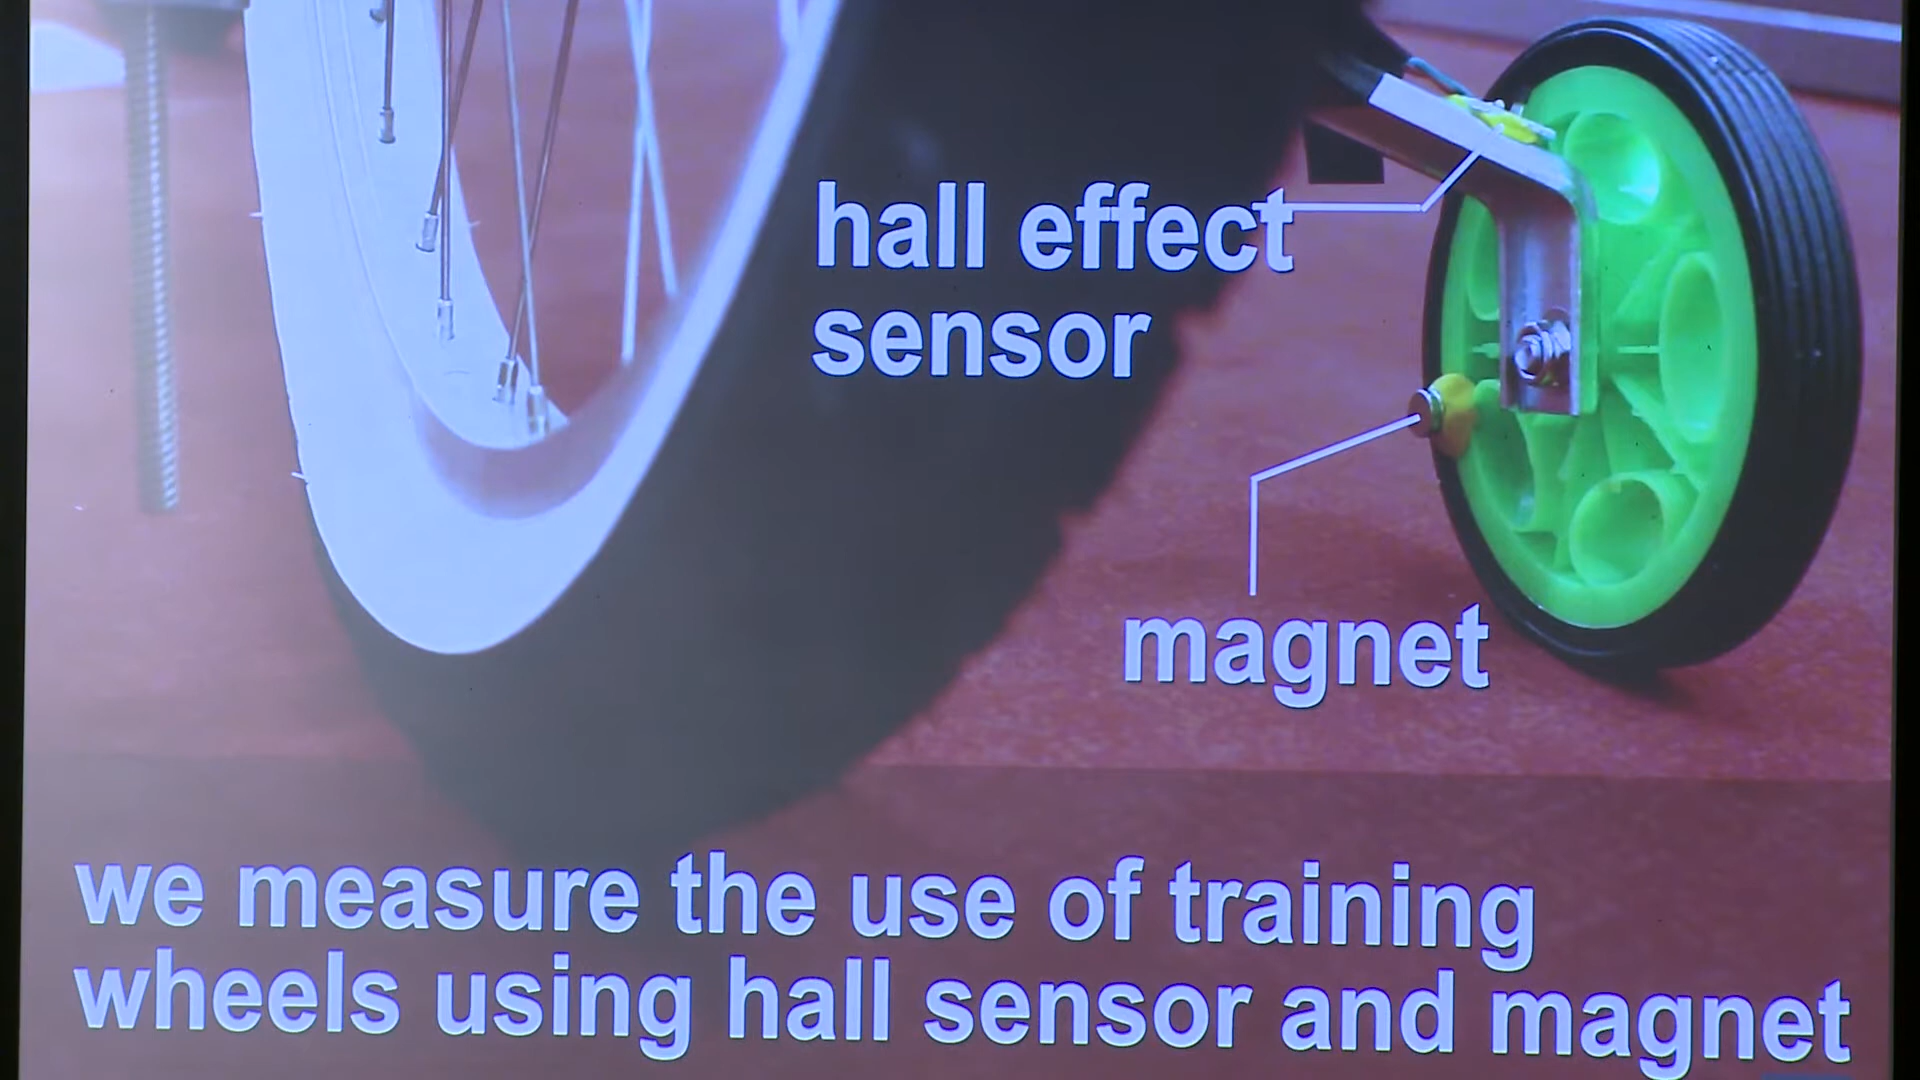 hall effect
sensor
magnet
we measure the use of training
wheels using hall sensor and magnet